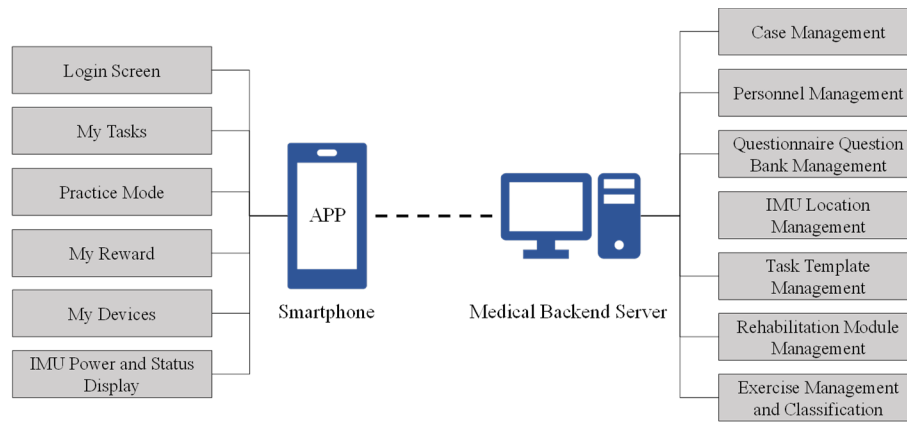 Login Screen
My Tasks
Practice Mode
My Reward
My Devices
IMU Power and Status
Display
APP
Smartphone
Medical Backend Server
Case Management
Personnel Management
Questionnaire Question
Bank Management
IMU Location
Management
Task Template
Management
Rehabilitation Module
Management
Exercise Management
and Classification